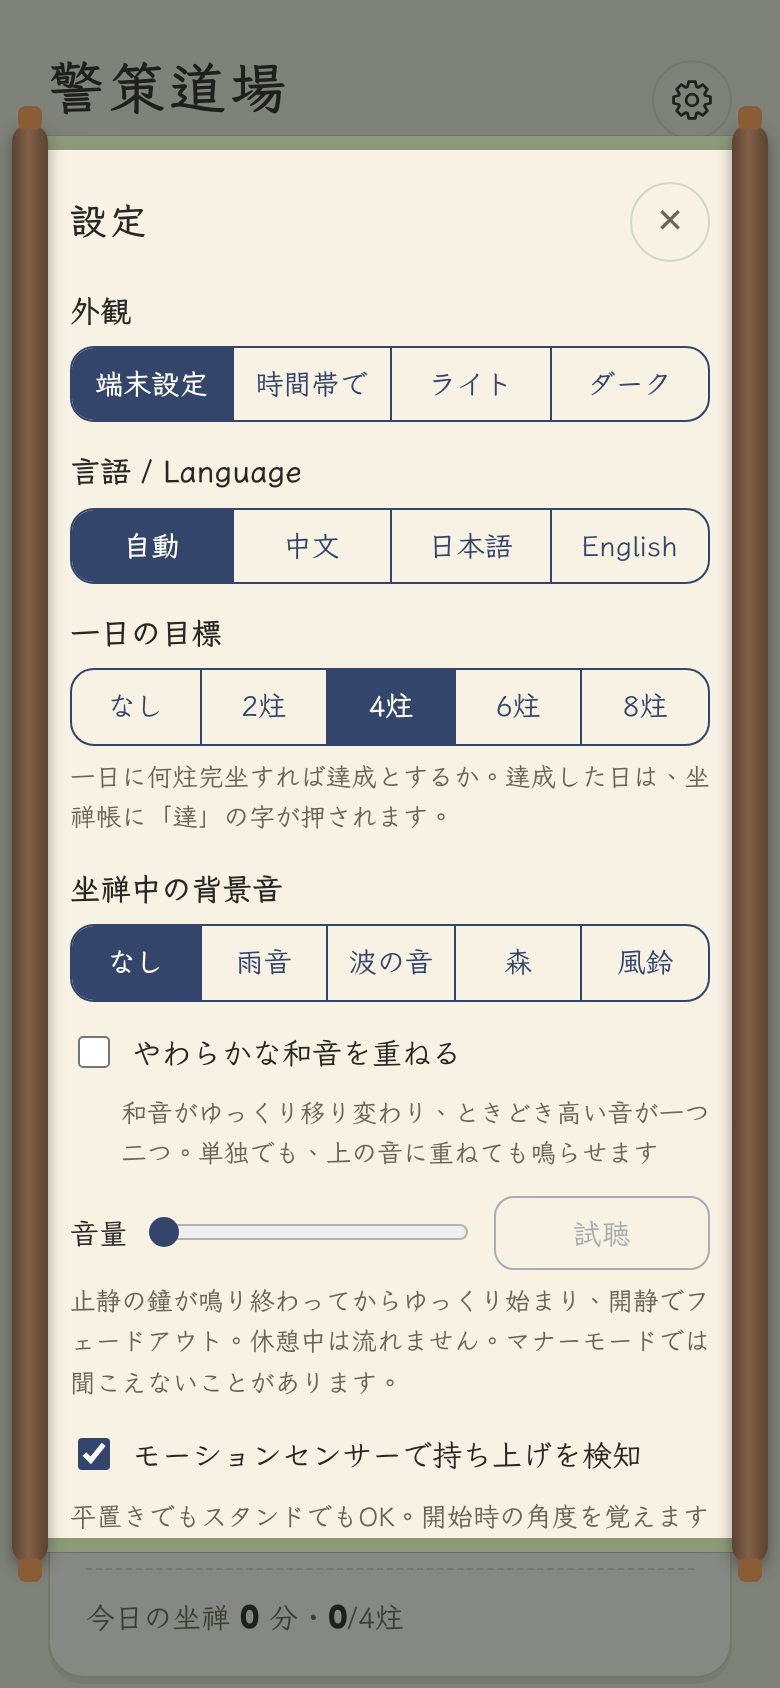 警策道場
設定
✕
外観
端末設定 時間帯で ライト ダーク
言語 / Language
自動 中文 日本語 English
一日の目標
なし 2炷 4炷 6炷 8炷
一日に何炷完坐すれば達成とするか。達成した日は、坐
禅帳に「達」の字が押されます。
坐禅中の背景音
なし 雨音 波の音 森 風鈴
やわらかな和音を重ねる
和音がゆっくり移り変わり、ときどき高い音が一つ
二つ。単独でも、上の音に重ねても鳴らせます
音量 試聴
止静の鐘が鳴り終わってからゆっくり始まり、開静でフ
ェードアウト。休憩中は流れません。マナーモードでは
聞こえないことがあります。
モーションセンサーで持ち上げを検知
平置きでもスタンドでもOK。開始時の角度を覚えます
今日の坐禅 0 分・0/4炷